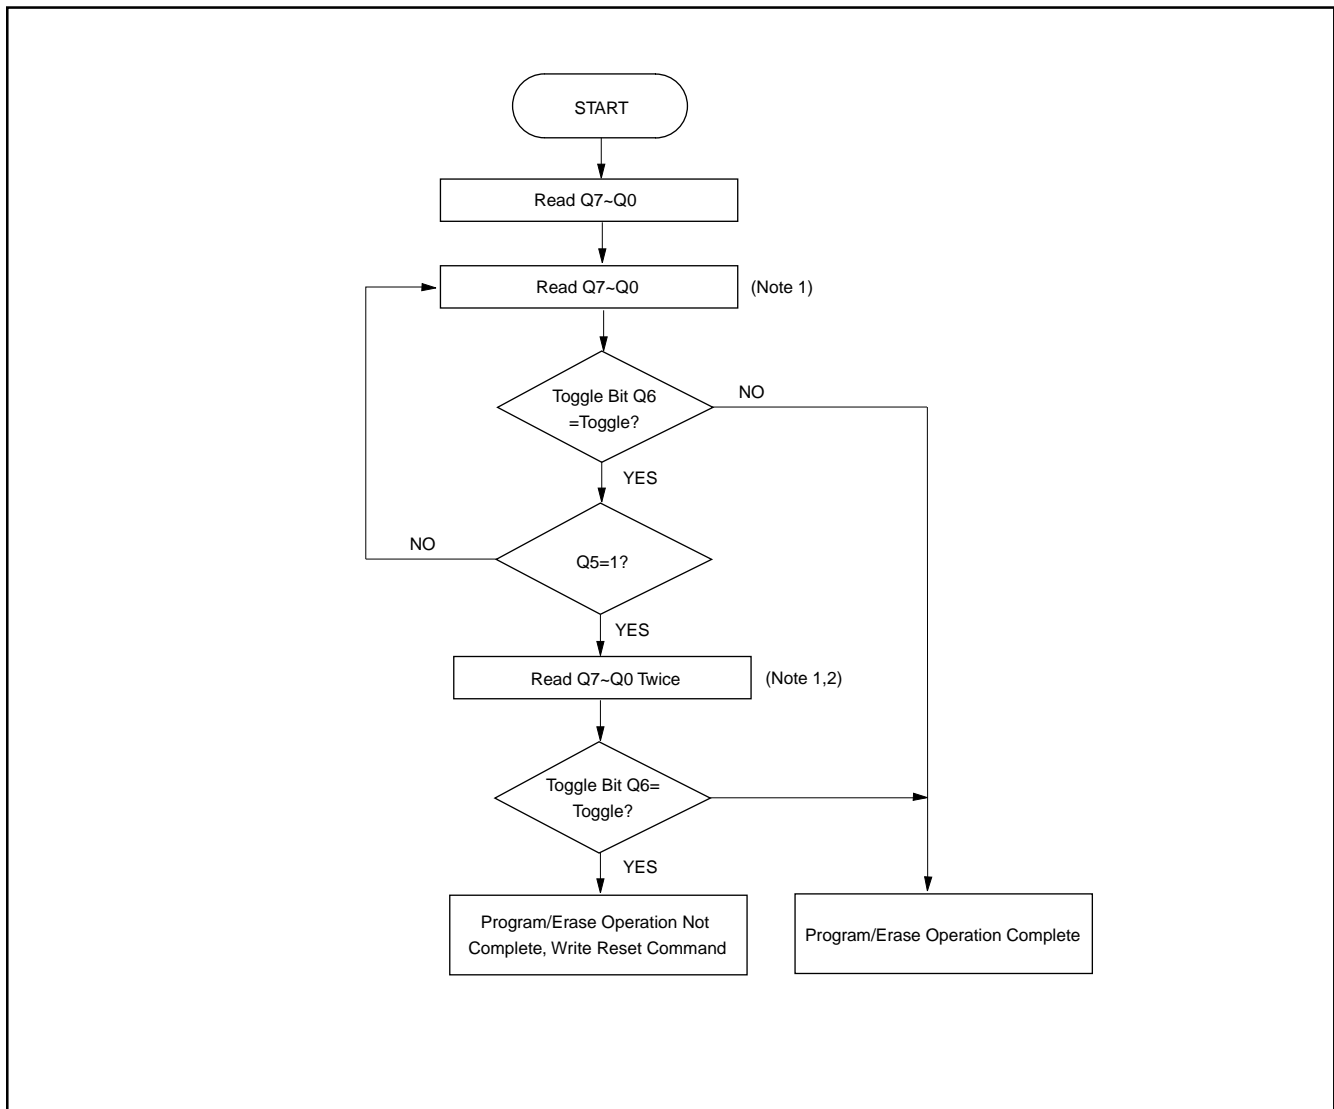 START
Read Q7~Q0
Read Q7~Q0
(Note 1)
Toggle Bit Q6
=Toggle?
NO
YES
NO
Q5=1?
YES
Read Q7~Q0 Twice
(Note 1,2)
Toggle Bit Q6=
Toggle?
YES
Program/Erase Operation Not
Complete, Write Reset Command
Program/Erase Operation Complete